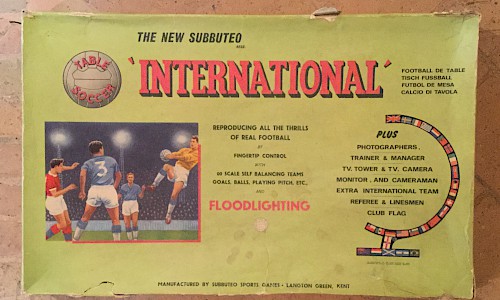 THE NEW SUBBUTEO
TABLE
SOCCER
'INTERNATIONAL'
FOOTBALL DE TABLE
TISCH FUSSBALL
FUTBOL DE MESA
CALCIO DI TAVOLA
REPRODUCING ALL THE THRILLS
OF REAL FOOTBALL
BY
FINGERTIP CONTROL
WITH
SCALE SELF BALANCING TEAMS
GOALS, BALLS, PLAYING PITCH, ETC.,
AND
FLOODLIGHTING
3
PLUS
PHOTOGRAPHERS,
TRAINER & MANAGER
TV. TOWER & T.V. CAMERA
MONITOR, AND CAMERAMAN
EXTRA INTERNATIONAL TEAM
REFEREE & LINESMEN
CLUB FLAG
MANUFACTURED BY SUBBUTEO SPORTS GAMES · LANGTON GREEN, KENT